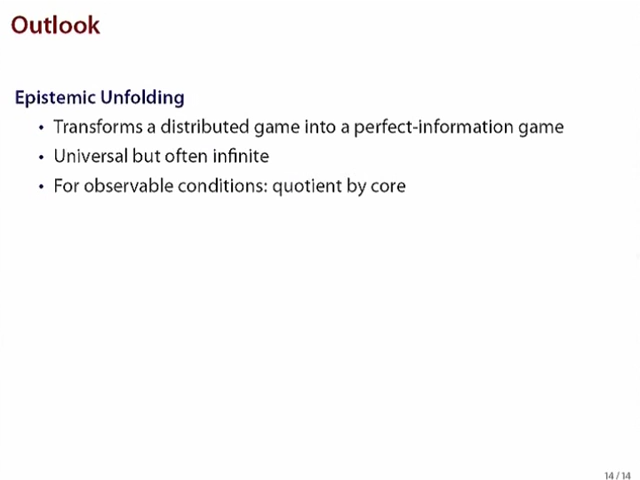 Outlook
Epistemic Unfolding
• Transforms a distributed game into a perfect-information game
• Universal but often infinite
• For observable conditions: quotient by core
14 / 14